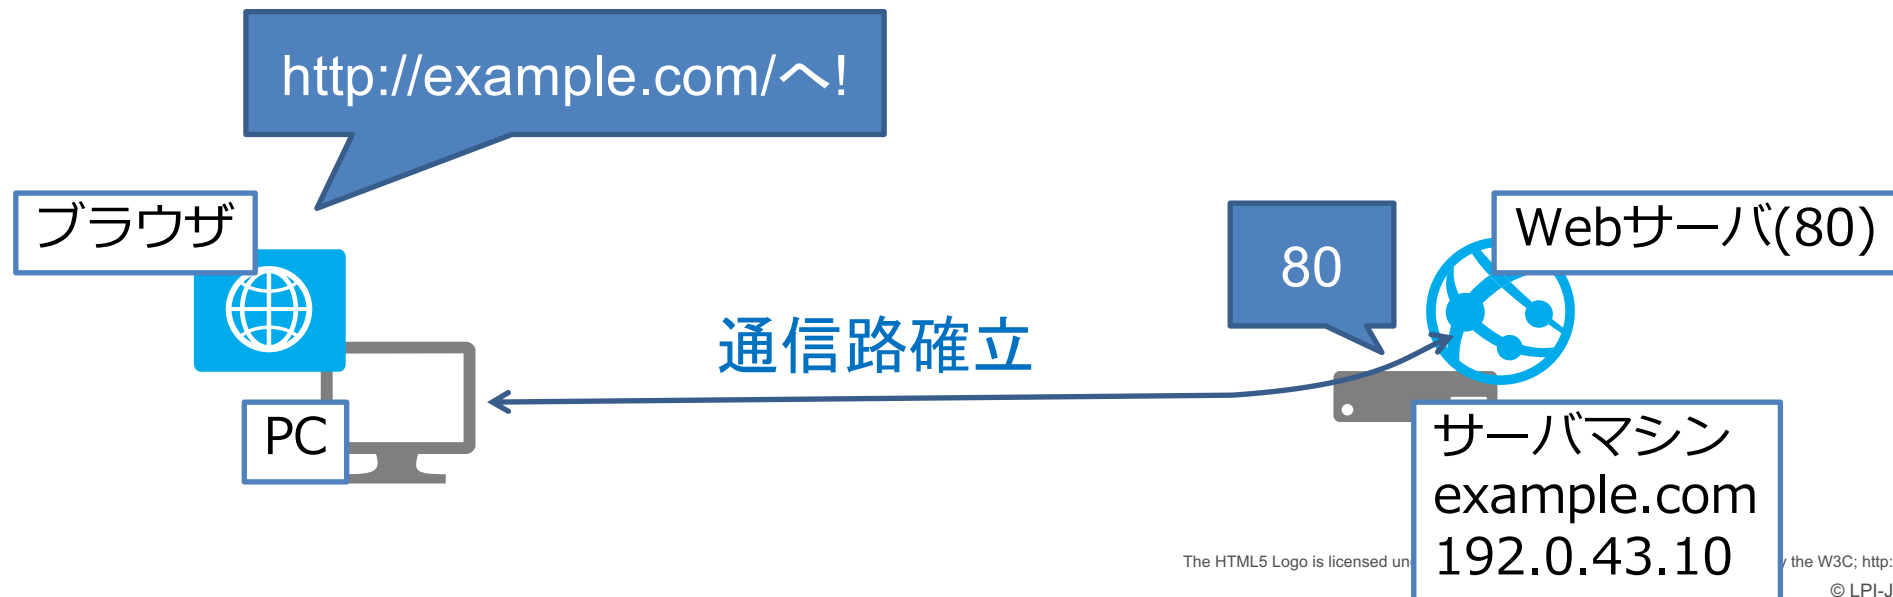 http://example.com/へ!
ブラウザ
Webサーバ(80)
80
通信路確立
PC
サーバマシン
example.com
192.0.43.10
The HTML5 Logo is licensed un
the W3C; http:
© LPI-J